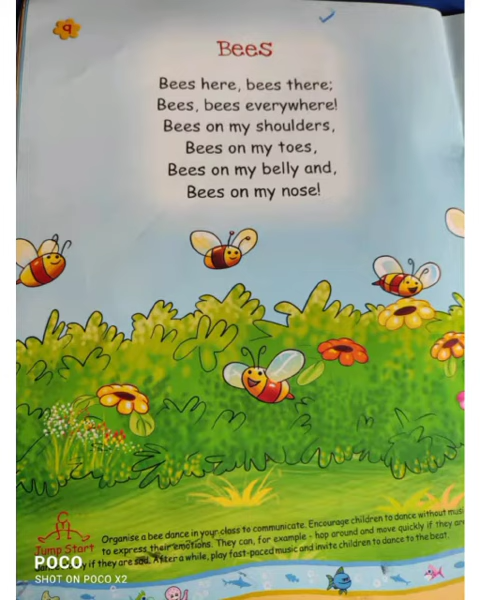 9
Bees
Bees here, bees there;
Bees, bees everywhere!
Bees on my shoulders,
Bees on my toes,
Bees on my belly and,
Bees on my nose!
Jump Start
Organise a bee dance in your class to communicate. Encourage children to dance without
to express their emotions. They can, for example - hop around and move quickly if they are
if they are sad. After a while, play fast-paced music and invite children to dance to the beat.
POCO
SHOT ON POCO X2